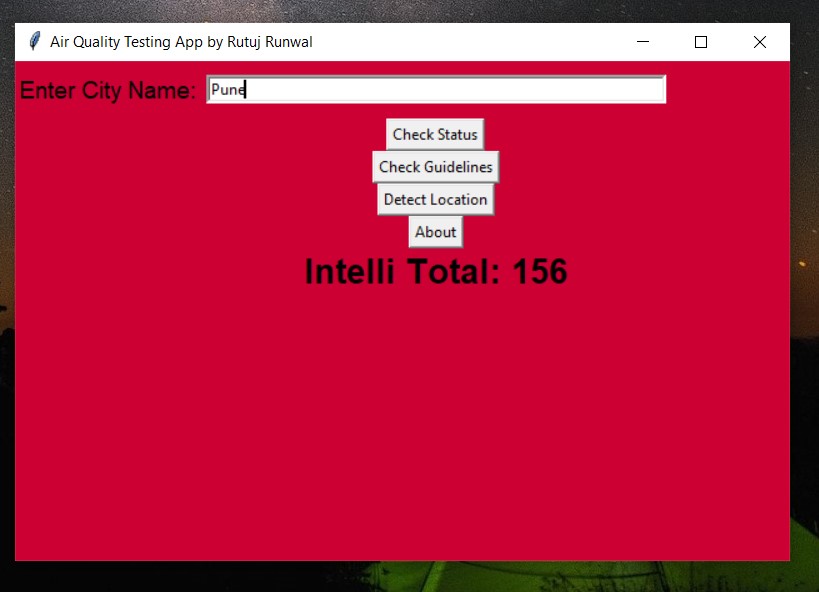 Air Quality Testing App by Rutuj Runwal
Enter City Name: Pune
Check Status
Check Guidelines
Detect Location
About
Intelli Total: 156